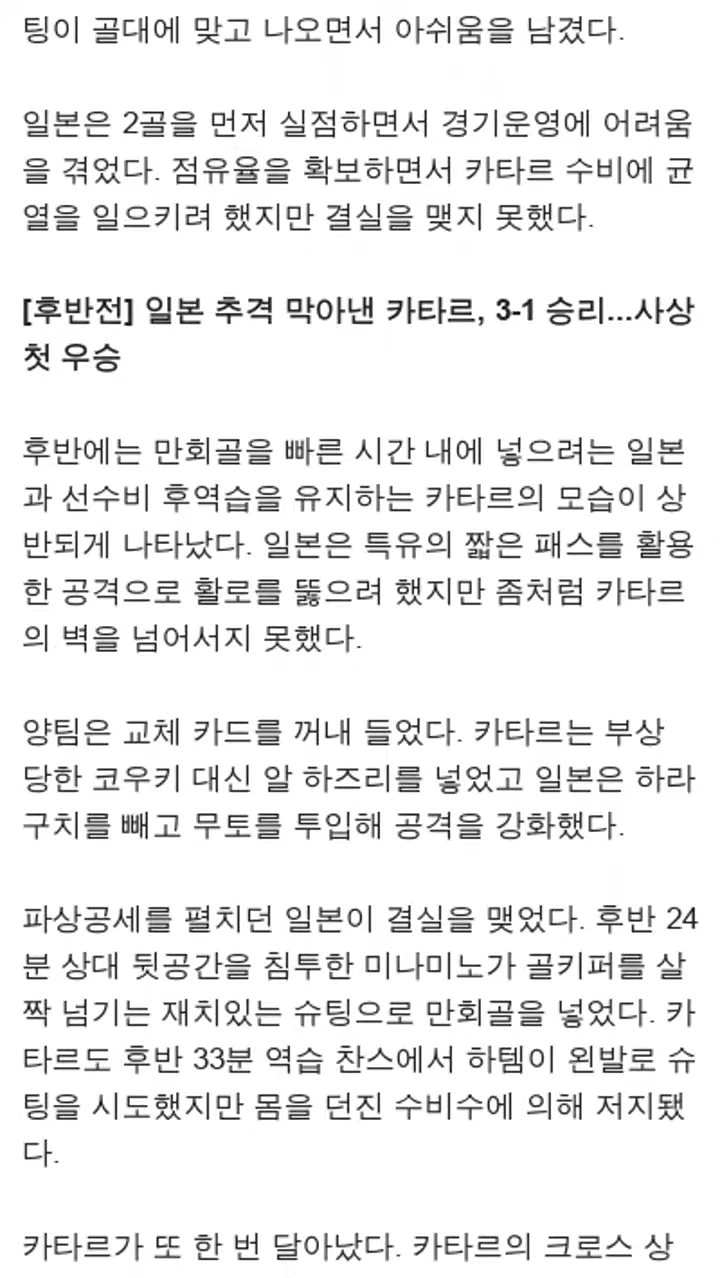 팅이 골대에 맞고 나오면서 아쉬움을 남겼다.
일본은 2골을 먼저 실점하면서 경기운영에 어려움
을 겪었다. 점유율을 확보하면서 카타르 수비에 균
열을 일으키려 했지만 결실을 맺지 못했다.
[후반전] 일본 추격 막아낸 카타르, 3-1 승리...사상
첫 우승
후반에는 만회골을 빠른 시간 내에 넣으려는 일본
과 선수비 후역습을 유지하는 카타르의 모습이 상
반되게 나타났다. 일본은 특유의 짧은 패스를 활용
한 공격으로 활로를 뚫으려 했지만 좀처럼 카타르
의 벽을 넘어서지 못했다.
양팀은 교체 카드를 꺼내 들었다. 카타르는 부상
당한 코우키 대신 알 하즈리를 넣었고 일본은 하라
구치를 빼고 무토를 투입해 공격을 강화했다.
파상공세를 펼치던 일본이 결실을 맺었다. 후반 24
분 상대 뒷공간을 침투한 미나미노가 골키퍼를 살
짝 넘기는 재치있는 슈팅으로 만회골을 넣었다. 카
타르도 후반 33분 역습 찬스에서 하템이 왼발로 슈
팅을 시도했지만 몸을 던진 수비수에 의해 저지됐
다.
카타르가 또 한 번 달아났다. 카타르의 크로스 상